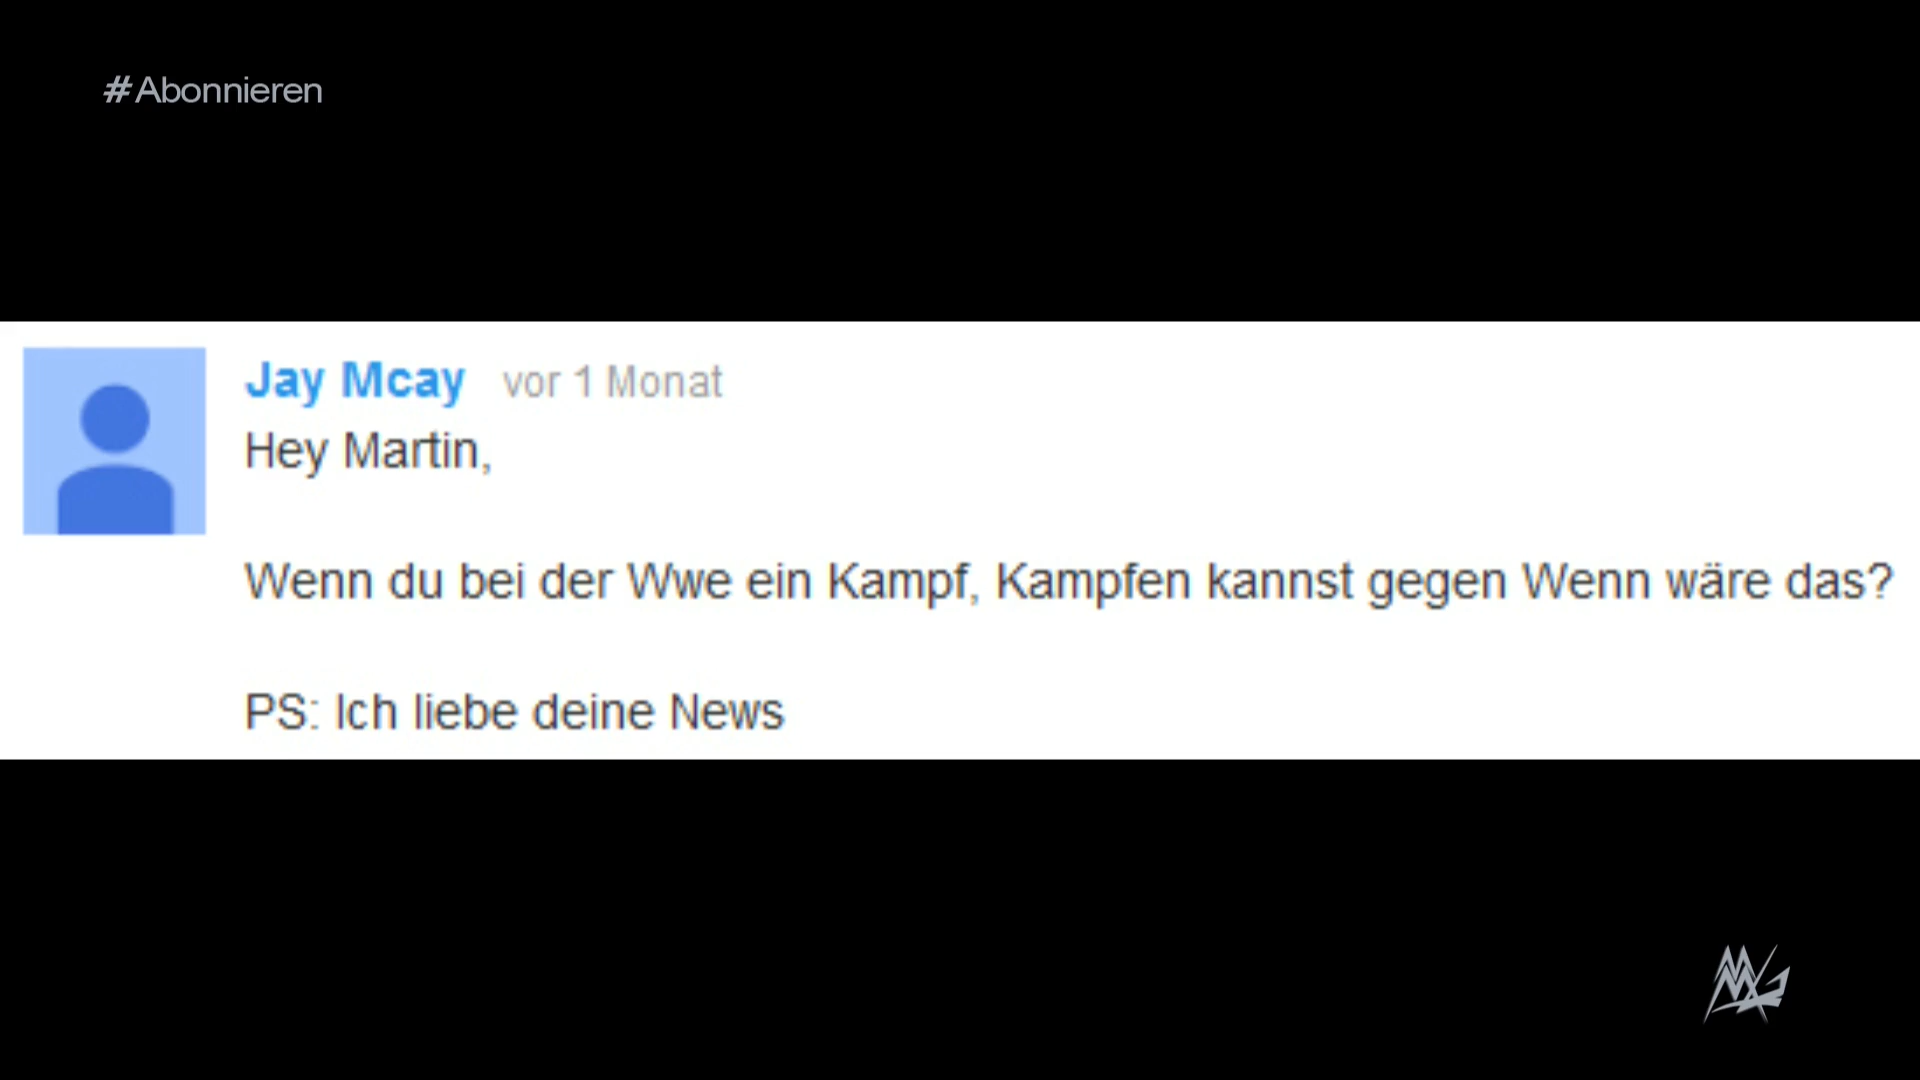 #Abonnieren
Jay Mcay vor 1 Monat
Hey Martin,
Wenn du bei der Wwe ein Kampf, Kampfen kannst gegen Wenn wäre das?
PS: Ich liebe deine News